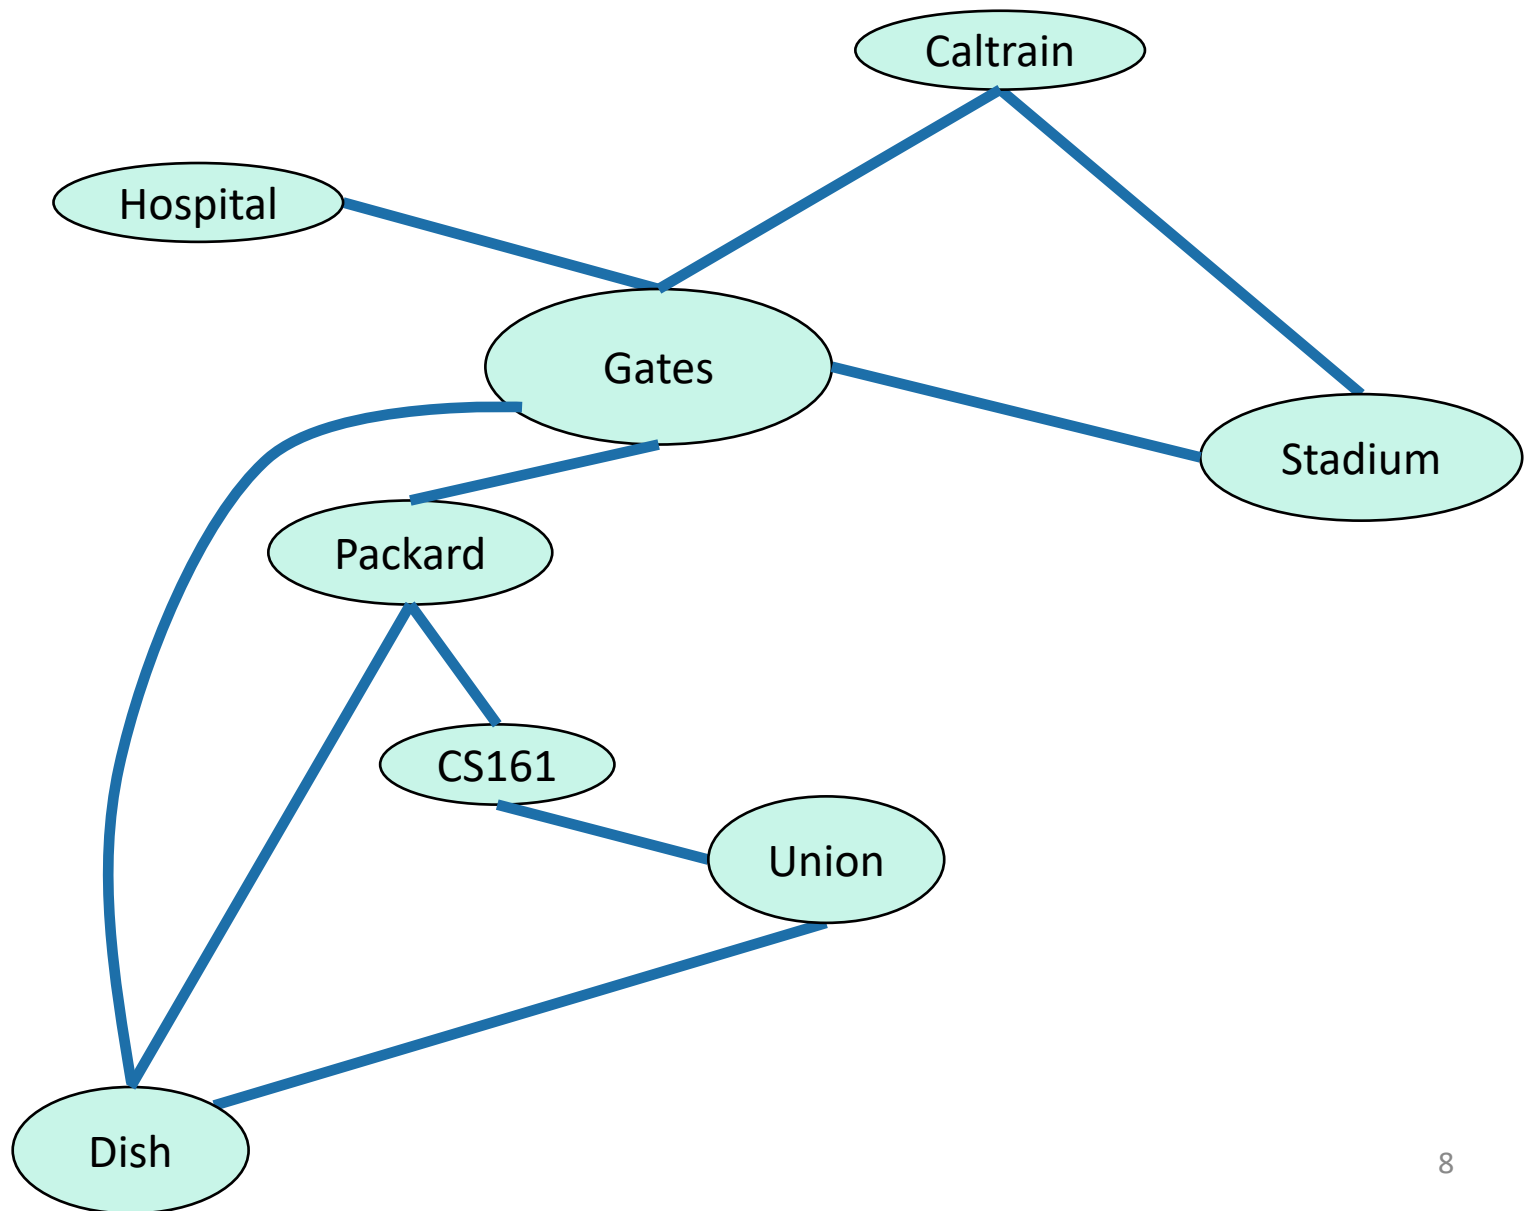 Caltrain
Hospital
Gates
Stadium
Packard
CS161
Union
Dish
8